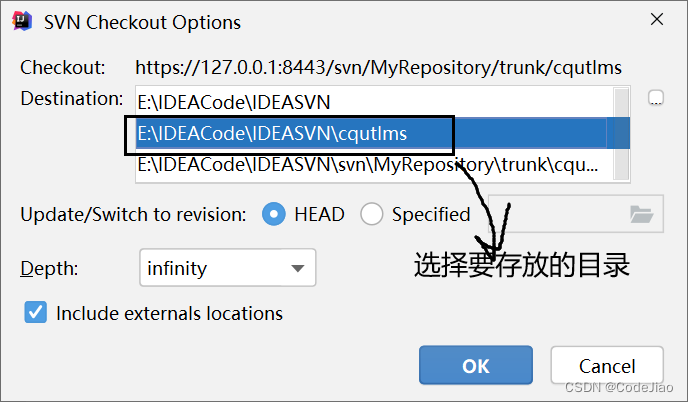 SVN Checkout Options
Checkout: https://127.0.0.1:8443/svn/MyRepository/trunk/cqutlms
Destination: E:\IDEACode\IDEASVN
E:\IDEACode\IDEASVN\cqutlms
E:\IDEACode\IDEASVN\svn\MyRepository\trunk\cqu...
Update/Switch to revision: HEAD Specified
选择要存放的目录
Depth: infinity
Include externals locations
OK Cancel
CSDN @CodeJiao